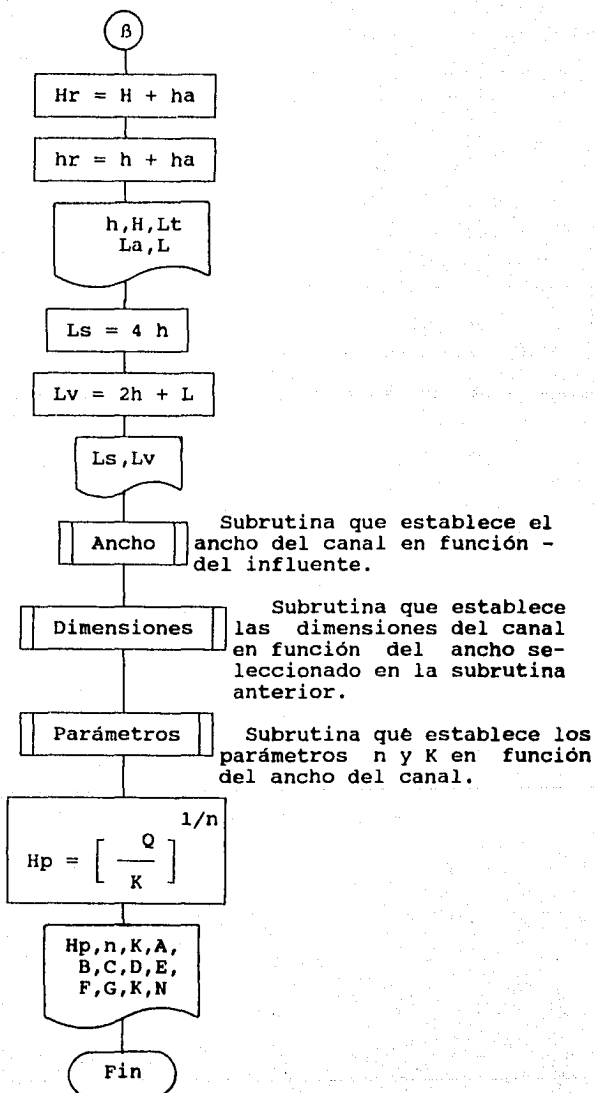 ß
Hr = H + ha
hr = h + ha
h,H,Lt
La,L
Ls = 4 h
Lv = 2h + L
Ls,Lv
Ancho
Subrutina que establece el
ancho del canal en función -
del influente.
Dimensiones
Subrutina que establece
las dimensiones del canal
en función del ancho se-
leccionado en la subrutina
anterior.
Parámetros
Subrutina que establece los
parámetros n y K en función
del ancho del canal.
Hp = [ Q / K ] 1/n
Hp,n,K,A,
B,C,D,E,
F,G,K,N
Fin